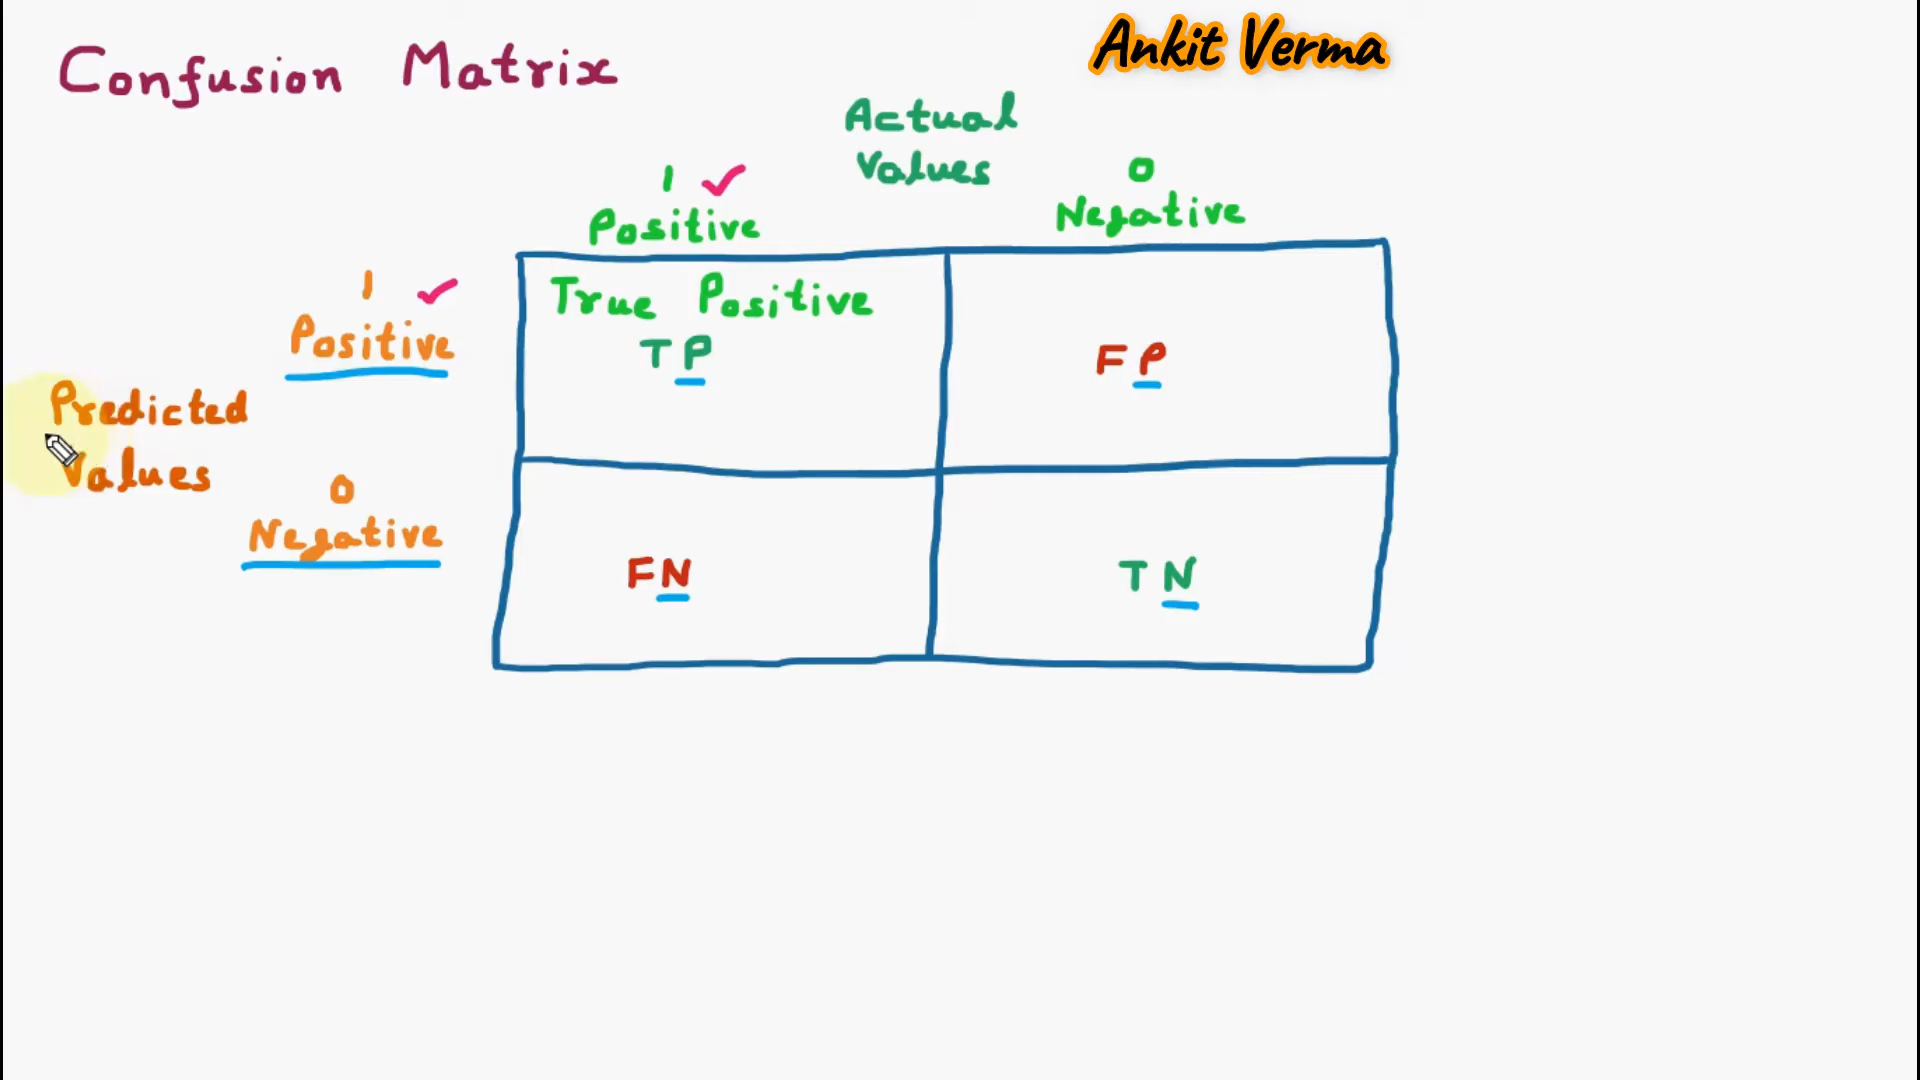 Confusion Matrix
Ankit Verma
Actual
Values
1
Positive
0
Negative
1
Positive
True Positive
TP
FP
Predicted
Values
0
Negative
FN
TN